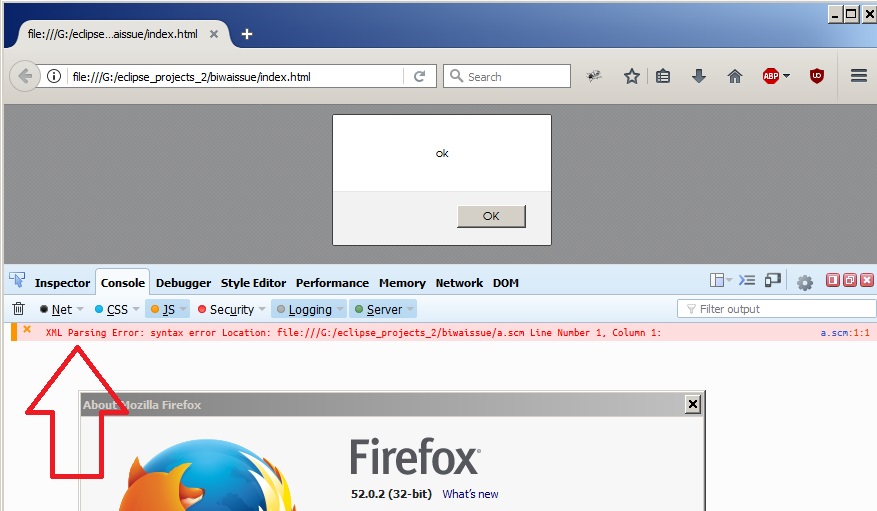 file:///G:/eclipse...aissue/index.html
file:///G:/eclipse_projects_2/biwaissue/index.html
Search
ABP
UD
ok
OK
Inspector Console Debugger Style Editor Performance Memory Network DOM
Net CSS JS Security Logging Server Filter output
XML Parsing Error: syntax error Location: file:///G:/eclipse_projects_2/biwaissue/a.scm Line Number 1, Column 1: a.scm:1:1
About Mozilla Firefox
Firefox
52.0.2 (32-bit) What's new